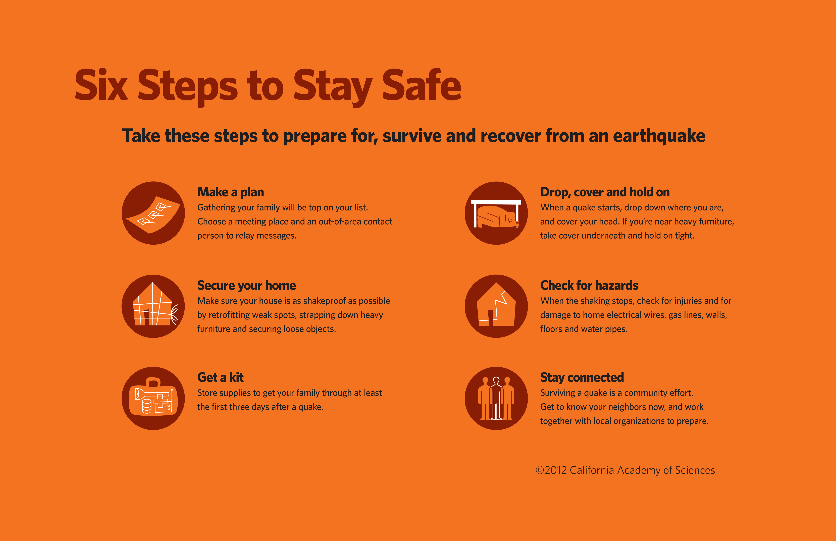 Six Steps to Stay Safe
Take these steps to prepare for, survive and recover from an earthquake
Make a plan
Gathering your family will be top on your list.
Choose a meeting place and an out-of-area contact
person to relay messages.
Secure your home
Make sure your house is as shakeproof as possible
by retrofitting weak spots, strapping down heavy
furniture and securing loose objects.
Get a kit
Store supplies to get your family through at least
the first three days after a quake.
Drop, cover and hold on
When a quake starts, drop down where you are,
and cover your head. If you're near heavy furniture,
take cover underneath and hold on tight.
Check for hazards
When the shaking stops, check for injuries and for
damage to home electrical wires, gas lines, walls,
floors and water pipes.
Stay connected
Surviving a quake is a community effort.
Get to know your neighbors now, and work
together with local organizations to prepare.
©2012 California Academy of Sciences